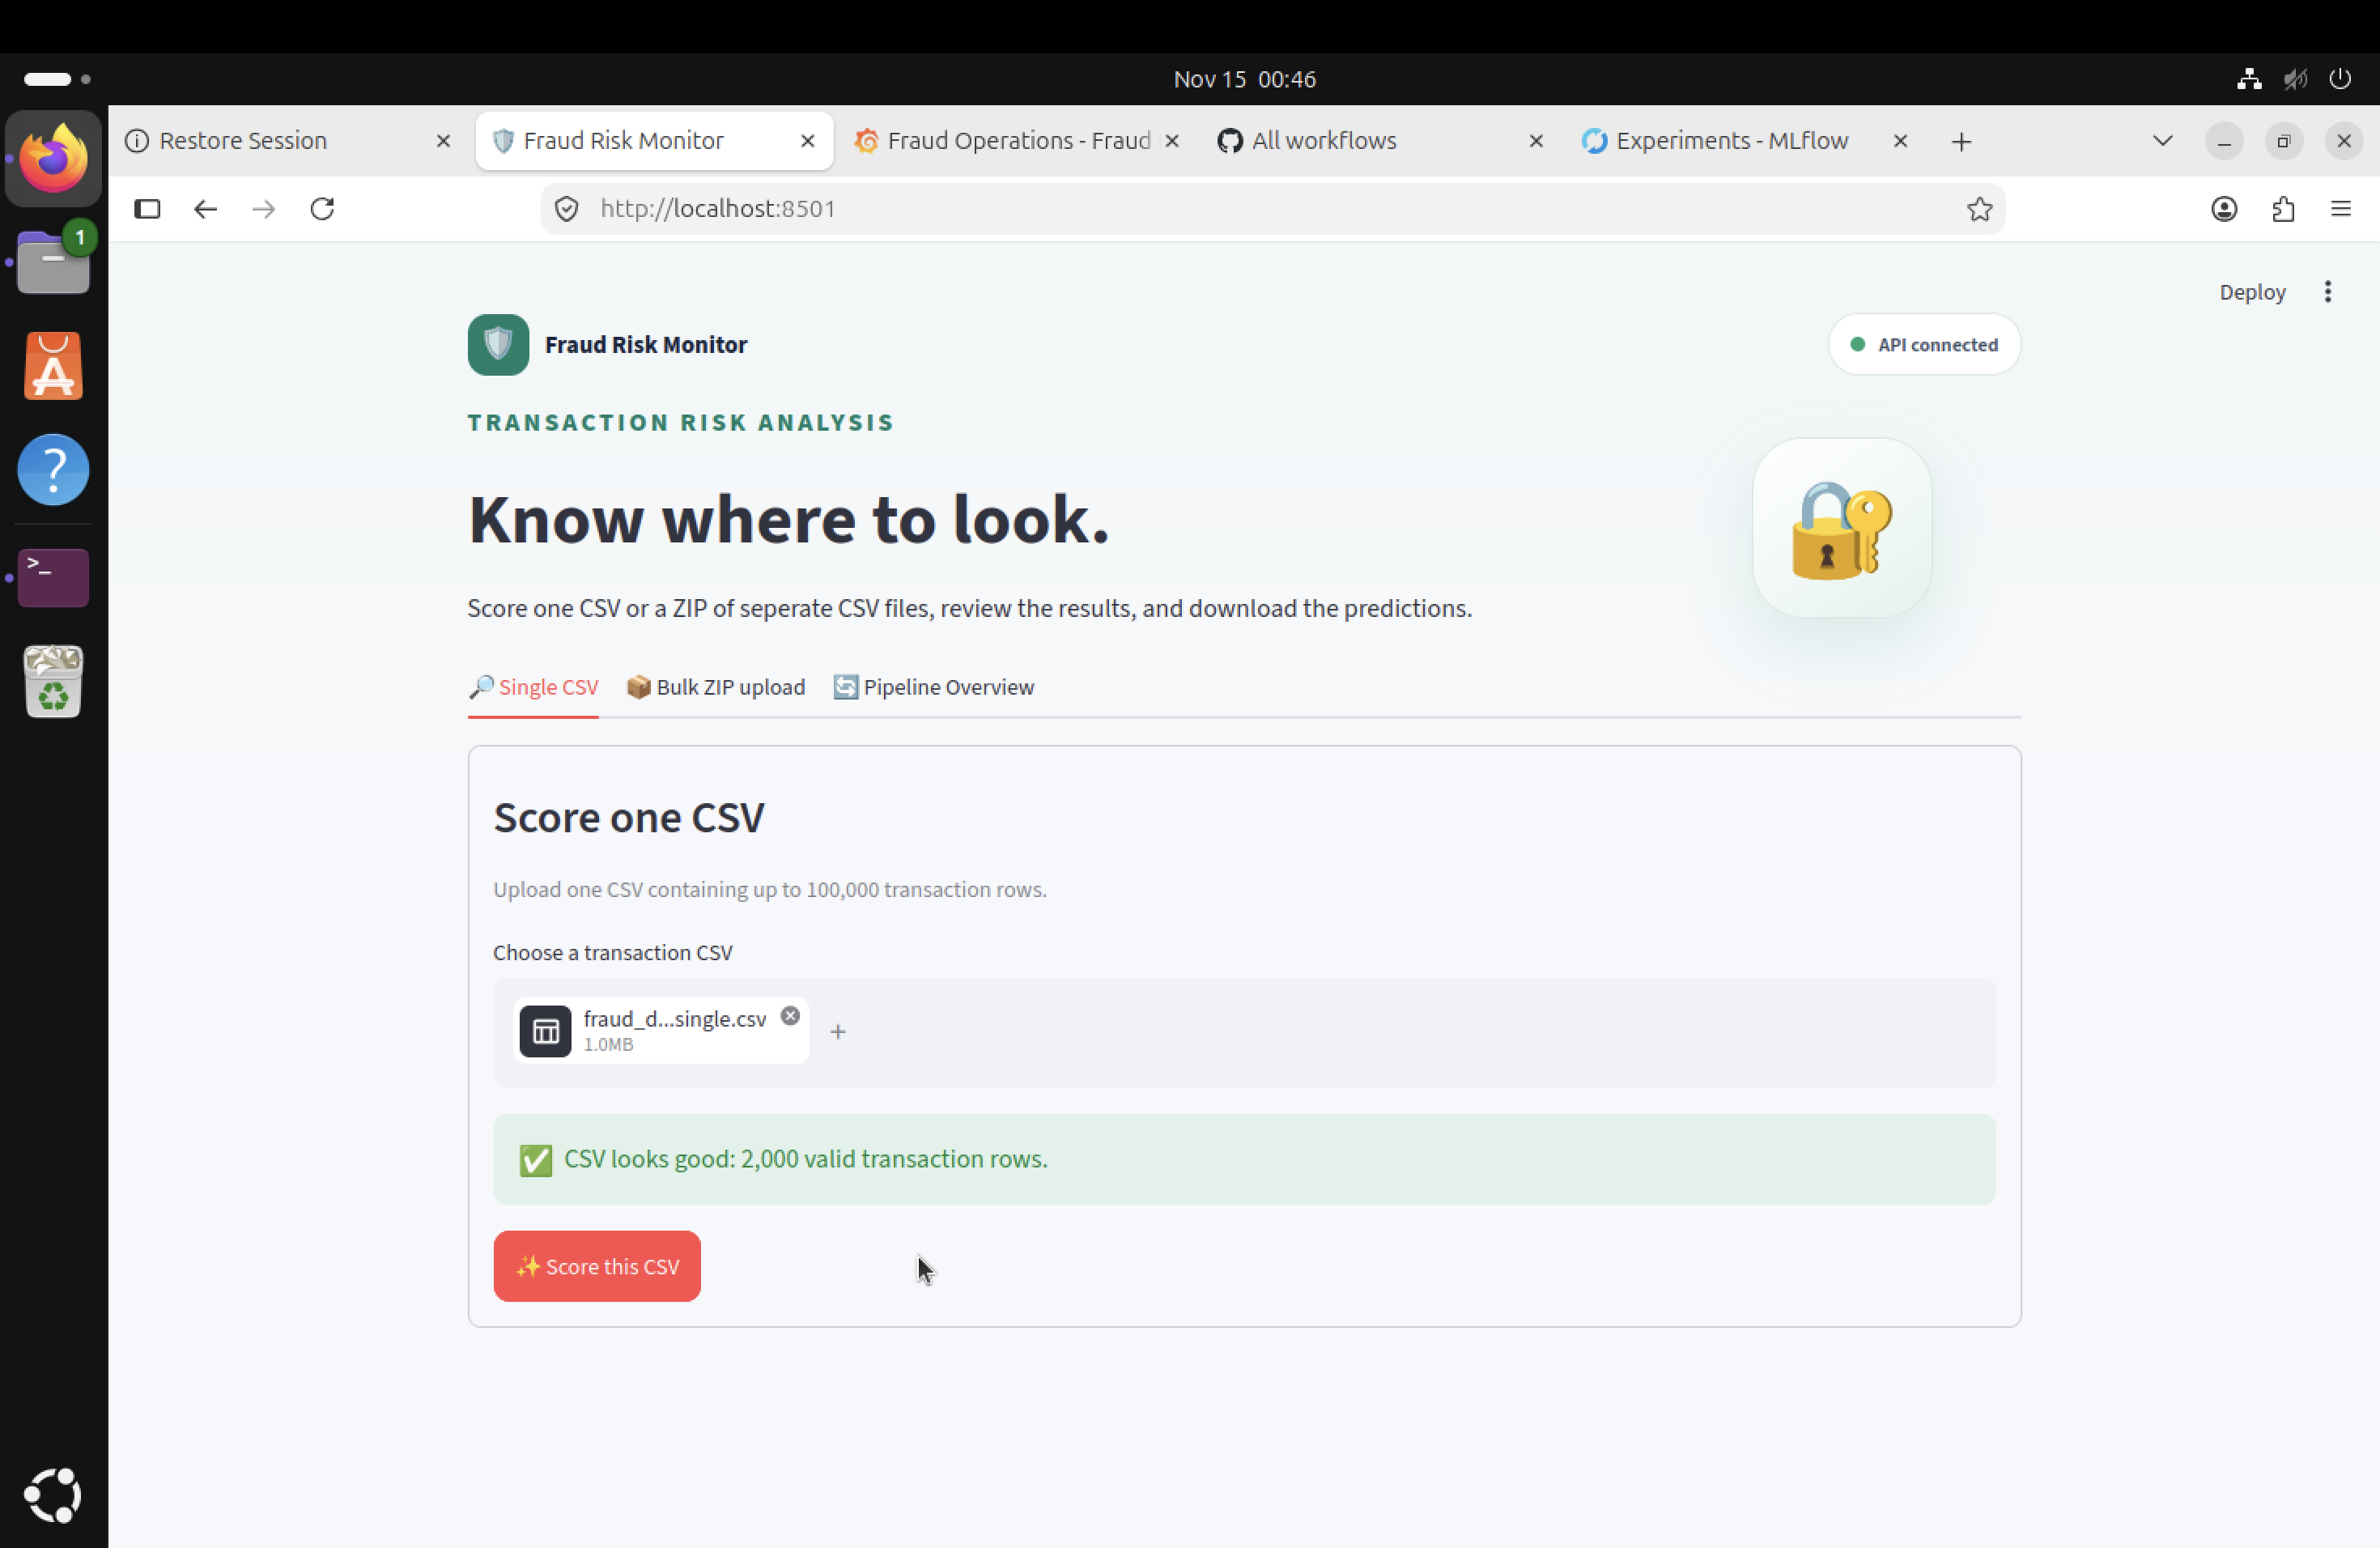 Nov 15 00:46
Restore Session
Fraud Risk Monitor
Fraud Operations - Fraud
All workflows
Experiments - MLflow
http://localhost:8501
1
Deploy
Fraud Risk Monitor
API connected
TRANSACTION RISK ANALYSIS
Know where to look.
Score one CSV or a ZIP of seperate CSV files, review the results, and download the predictions.
Single CSV
Bulk ZIP upload
Pipeline Overview
Score one CSV
Upload one CSV containing up to 100,000 transaction rows.
Choose a transaction CSV
fraud_d...single.csv
1.0MB
CSV looks good: 2,000 valid transaction rows.
Score this CSV